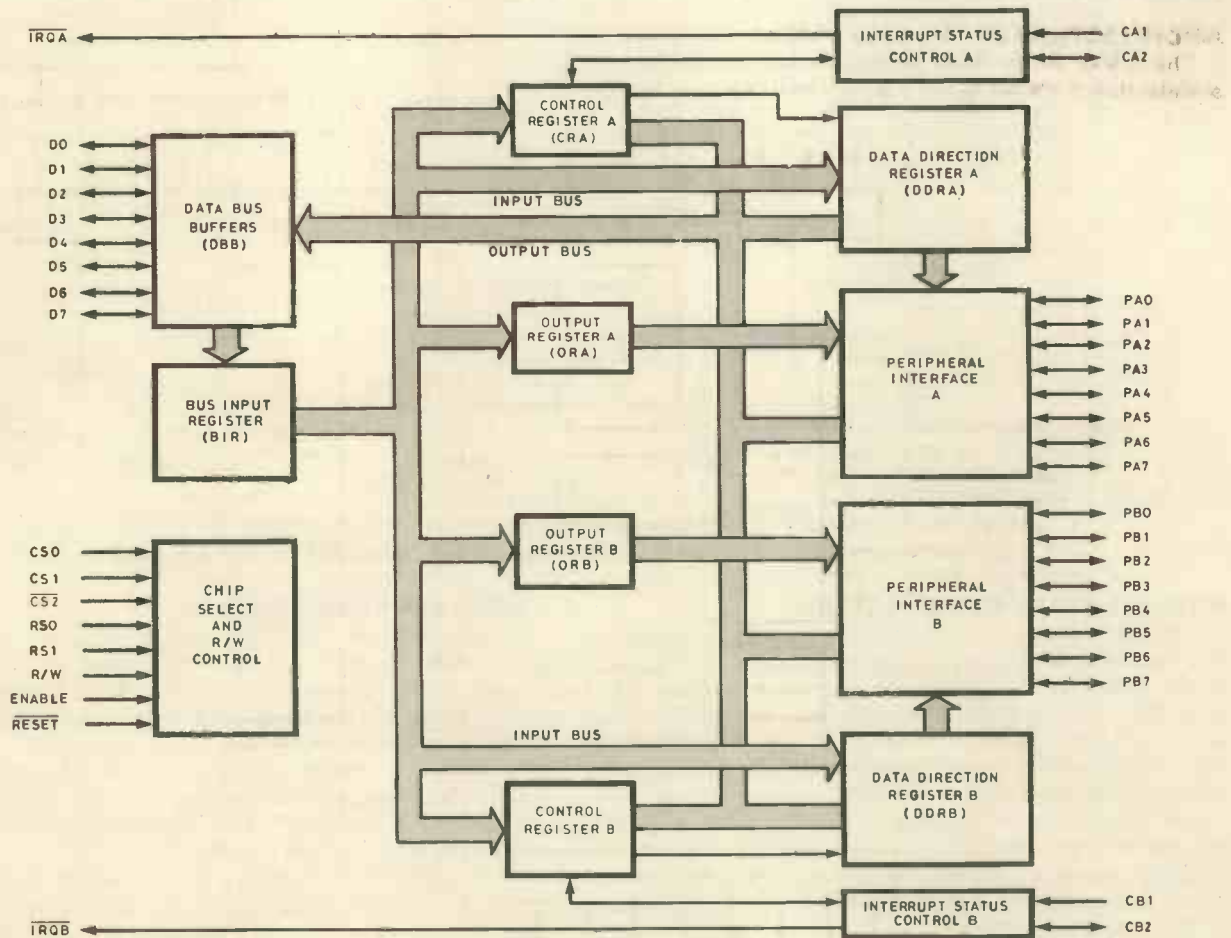 IRQA
INTERRUPT STATUS
CONTROL A
CA1
CA2
CONTROL
REGISTER A
(CRA)
DATA DIRECTION
REGISTER A
(DDRA)
D0
D1
D2
D3
D4
D5
D6
D7
DATA BUS
BUFFERS
(DBB)
INPUT BUS
OUTPUT BUS
OUTPUT
REGISTER A
(ORA)
PERIPHERAL
INTERFACE
A
PA0
PA1
PA2
PA3
PA4
PA5
PA6
PA7
BUS INPUT
REGISTER
(BIR)
OUTPUT
REGISTER B
(ORB)
PERIPHERAL
INTERFACE
B
PB0
PB1
PB2
PB3
PB4
PB5
PB6
PB7
CS0
CS1
CS2
RS0
RS1
R/W
ENABLE
RESET
CHIP
SELECT
AND
R/W
CONTROL
INPUT BUS
CONTROL
REGISTER B
DATA DIRECTION
REGISTER B
(DDRB)
INTERRUPT STATUS
CONTROL B
CB1
CB2
IRQB